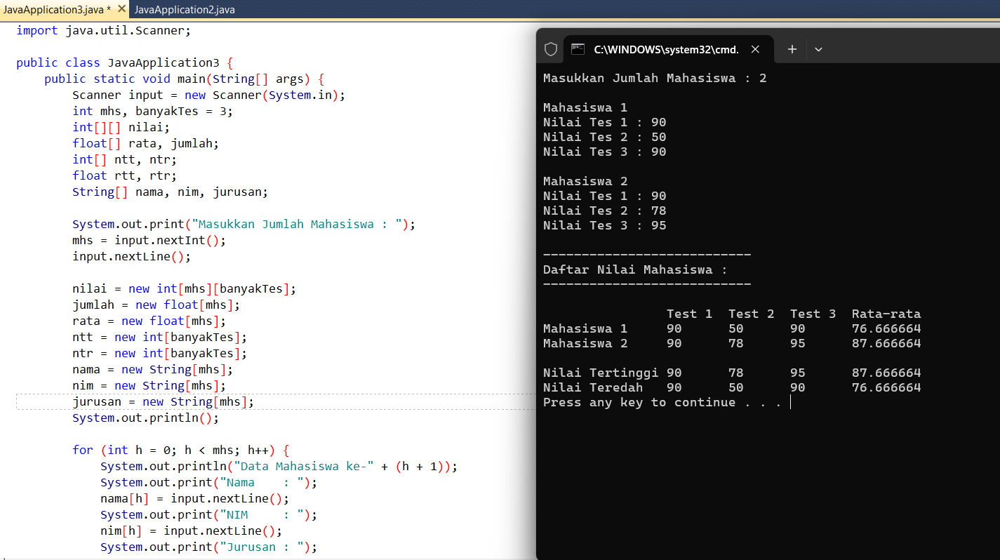 JavaApplication3.java * × JavaApplication2.java
import java.util.Scanner;
public class JavaApplication3 {
public static void main(String[] args) {
Scanner input = new Scanner(System.in);
int mhs, banyakTes = 3;
int[][] nilai;
float[] rata, jumlah;
int[] ntt, ntr;
float rtt, rtr;
String[] nama, nim, jurusan;
System.out.print("Masukkan Jumlah Mahasiswa : ");
mhs = input.nextInt();
input.nextLine();
nilai = new int[mhs][banyakTes];
jumlah = new float[mhs];
rata = new float[mhs];
ntt = new int[banyakTes];
ntr = new int[banyakTes];
nama = new String[mhs];
nim = new String[mhs];
jurusan = new String[mhs];
System.out.println();
for (int h = 0; h < mhs; h++) {
System.out.println("Data Mahasiswa ke-" + (h + 1));
System.out.print("Nama    : ");
nama[h] = input.nextLine();
System.out.print("NIM     : ");
nim[h] = input.nextLine();
System.out.print("Jurusan : ");
C:\WINDOWS\system32\cmd. × +
Masukkan Jumlah Mahasiswa : 2
Mahasiswa 1
Nilai Tes 1 : 90
Nilai Tes 2 : 50
Nilai Tes 3 : 90
Mahasiswa 2
Nilai Tes 1 : 90
Nilai Tes 2 : 78
Nilai Tes 3 : 95
---------------------------
Daftar Nilai Mahasiswa :
---------------------------
Test 1  Test 2  Test 3  Rata-rata
Mahasiswa 1     90      50      90      76.666664
Mahasiswa 2     90      78      95      87.666664
Nilai Tertinggi 90      78      95      87.666664
Nilai Teredah   90      50      90      76.666664
Press any key to continue . . .